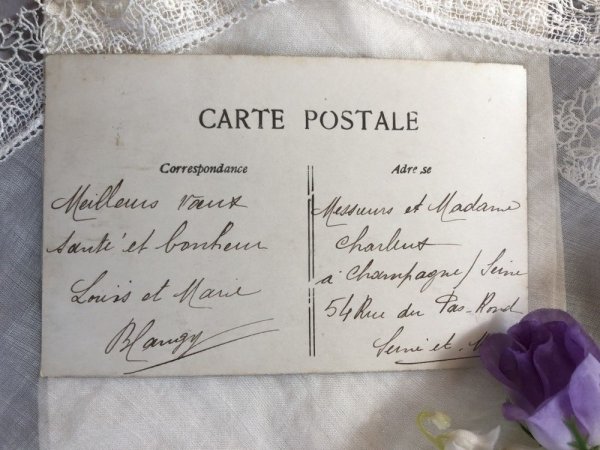 CARTE POSTALE
Correspondance
Meilleurs vœux
santé et bonheur
Louis et Marie
Blangy
Adresse
Messieurs et Madame
à Champagne / Seine
54 Rue du Pas-Rond
Seine et